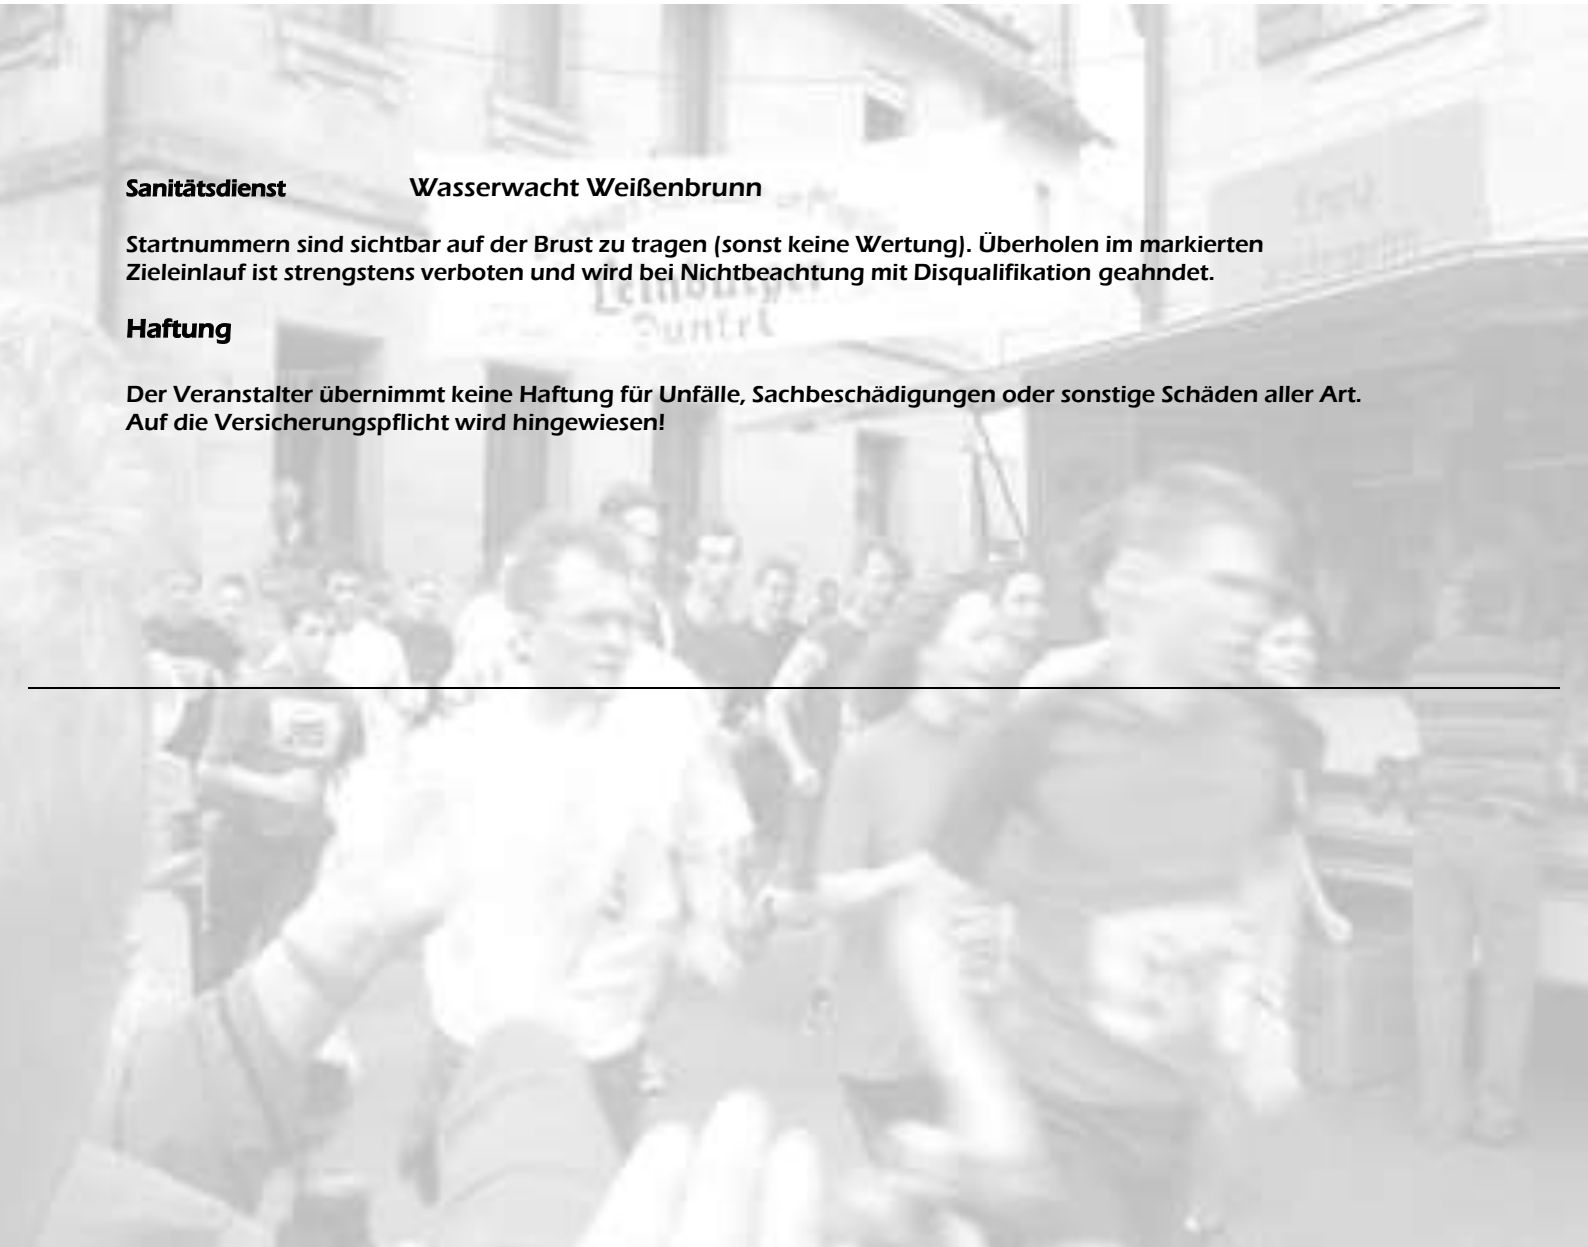 Sanitätsdienst Wasserwacht Weißenbrunn
Startnummern sind sichtbar auf der Brust zu tragen (sonst keine Wertung). Überholen im markierten
Zieleinlauf ist strengstens verboten und wird bei Nichtbeachtung mit Disqualifikation geahndet.
Leinburger
Dunkel
Haftung
Der Veranstalter übernimmt keine Haftung für Unfälle, Sachbeschädigungen oder sonstige Schäden aller Art.
Auf die Versicherungspflicht wird hingewiesen!